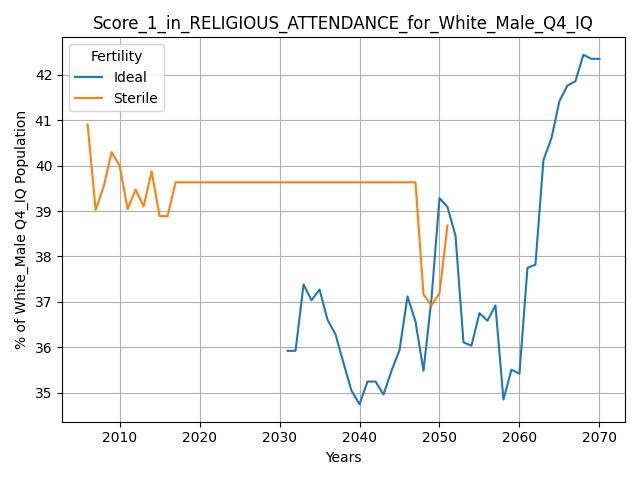 Score_1_in_RELIGIOUS_ATTENDANCE_for_White_Male_Q4_IQ
Fertility
Ideal
Sterile
% of White_Male Q4_IQ Population
42
41
40
39
38
37
36
35
2010
2020
2030
2040
2050
2060
2070
Years